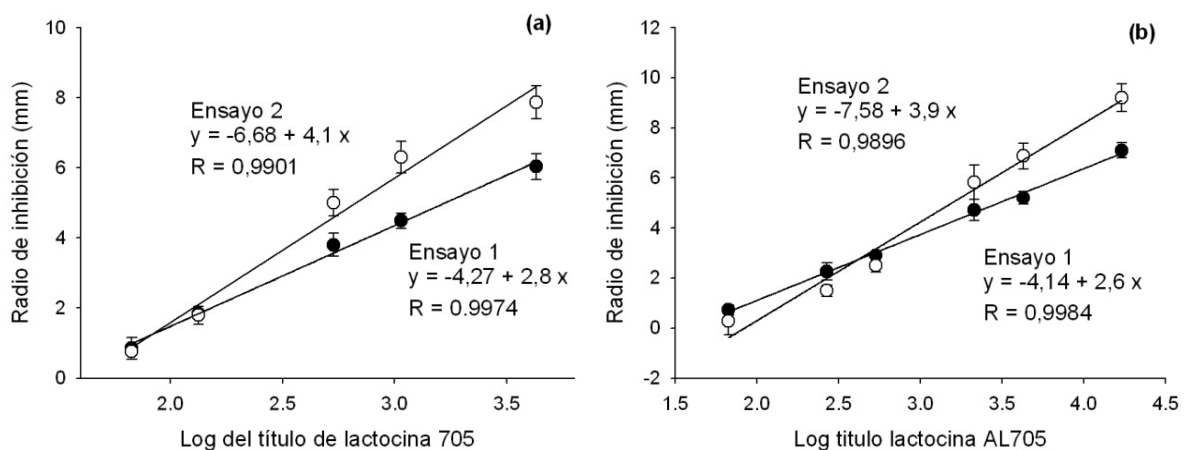 (a)
Radio de inhibición (mm)
10
8
6
4
2
0
Ensayo 2
y = -6,68 + 4,1 x
R = 0,9901
Ensayo 1
y = -4,27 + 2,8 x
R = 0.9974
2.0 2.5 3.0 3.5
Log del título de lactocina 705
(b)
Radio de inhibición (mm)
12
10
8
6
4
2
0
-2
Ensayo 2
y = -7,58 + 3,9 x
R = 0,9896
Ensayo 1
y = -4,14 + 2,6 x
R = 0,9984
1.5 2.0 2.5 3.0 3.5 4.0 4.5
Log titulo lactocina AL705